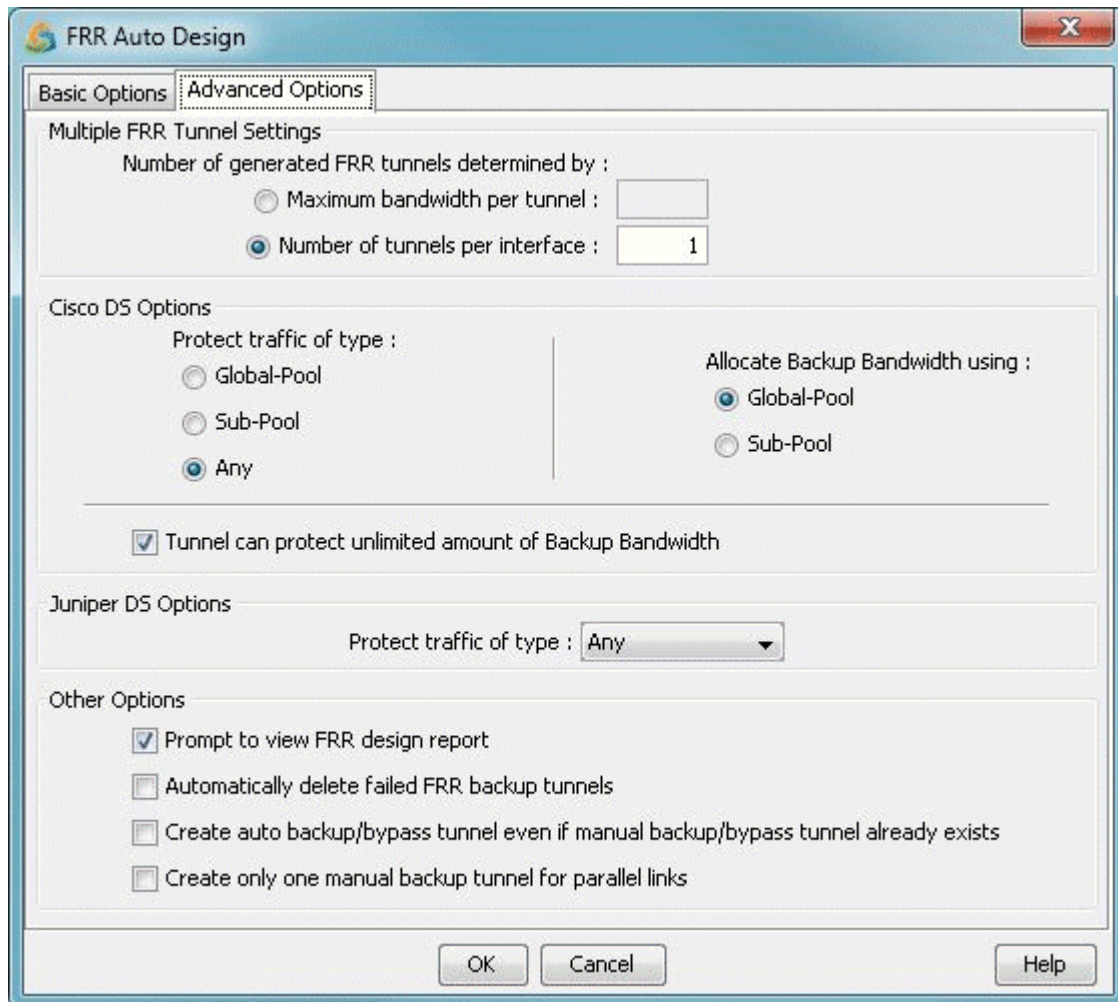 FRR Auto Design
Basic Options Advanced Options
Multiple FRR Tunnel Settings
Number of generated FRR tunnels determined by :
Maximum bandwidth per tunnel :
Number of tunnels per interface : 1
Cisco DS Options
Protect traffic of type :
Global-Pool
Sub-Pool
Any
Allocate Backup Bandwidth using :
Global-Pool
Sub-Pool
Tunnel can protect unlimited amount of Backup Bandwidth
Juniper DS Options
Protect traffic of type : Any
Other Options
Prompt to view FRR design report
Automatically delete failed FRR backup tunnels
Create auto backup/bypass tunnel even if manual backup/bypass tunnel already exists
Create only one manual backup tunnel for parallel links
OK Cancel Help